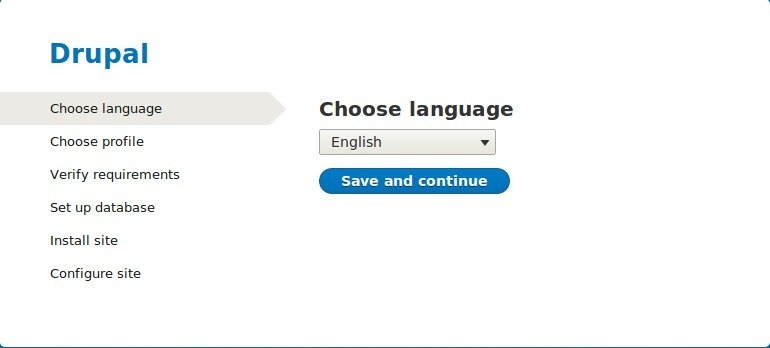 Drupal
Choose language
Choose profile
Verify requirements
Set up database
Install site
Configure site
Choose language
English
Save and continue